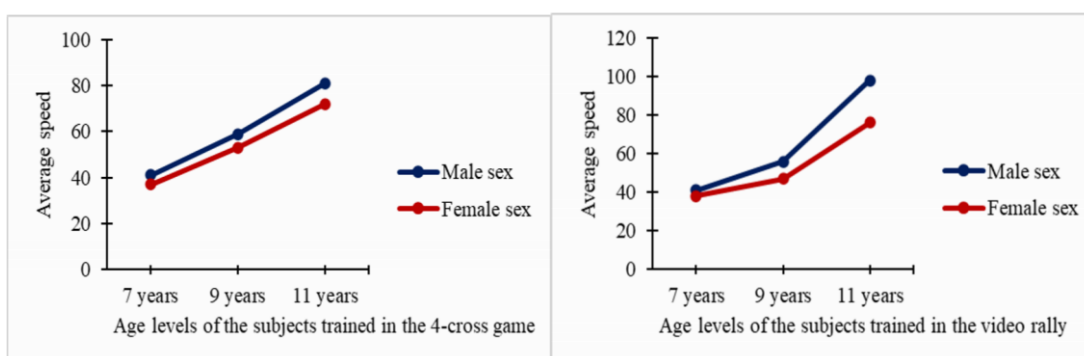 Average speed
100
80
60
40
20
0
7 years 9 years 11 years
Age levels of the subjects trained in the 4-cross game
Male sex
Female sex
Average speed
120
100
80
60
40
20
0
7 years 9 years 11 years
Age levels of the subjects trained in the video rally
Male sex
Female sex